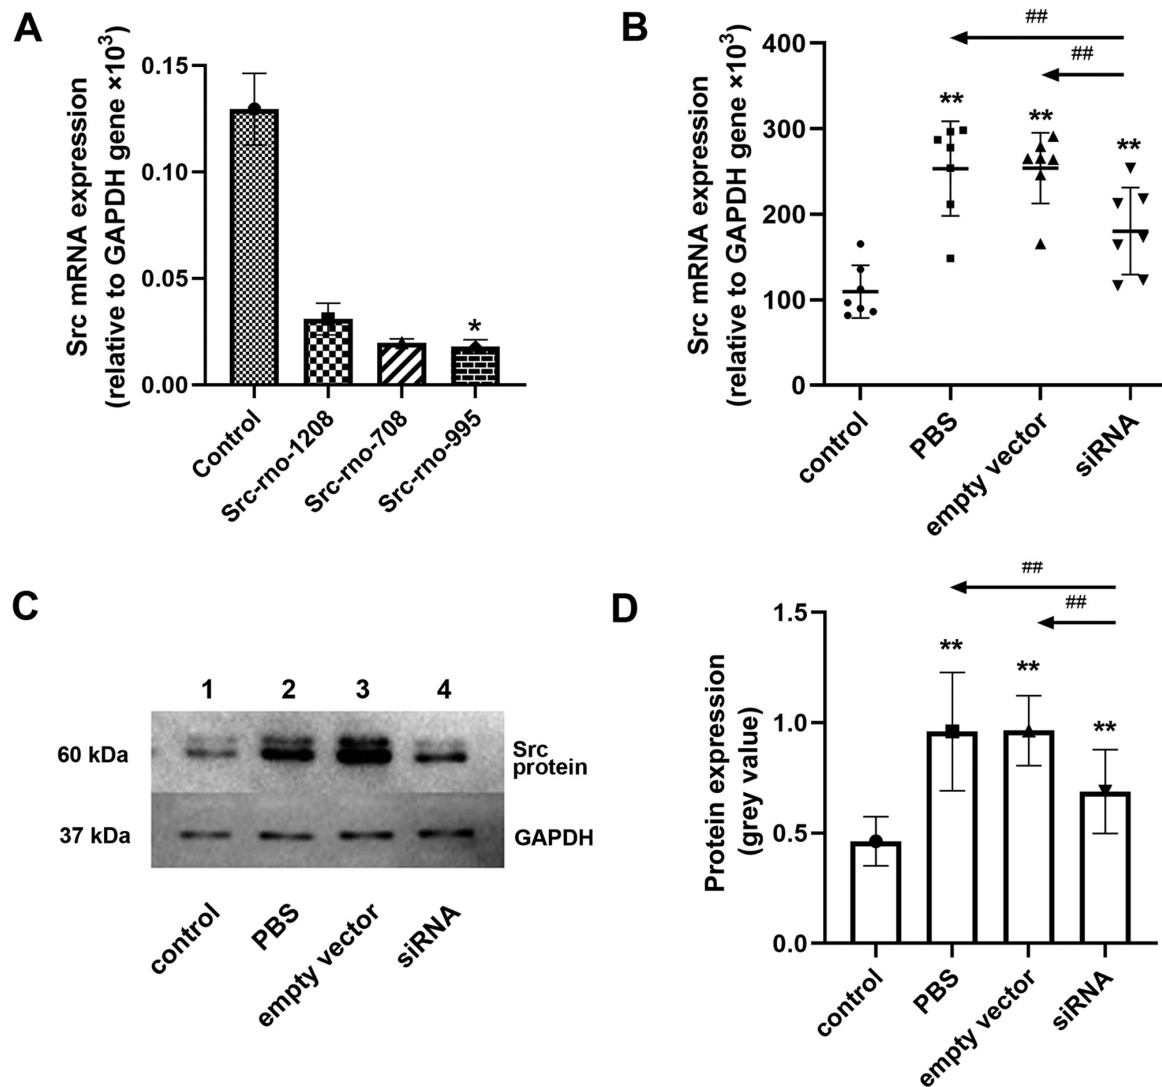 A
Src mRNA expression
(relative to GAPDH gene ×10³)
0.15
0.10
0.05
0.00
*
Control
Src-rno-1208
Src-rno-708
Src-rno-995
B
Src mRNA expression
(relative to GAPDH gene ×10³)
400
300
200
100
0
##
##
**
**
**
control
PBS
empty vector
siRNA
C
1 2 3 4
60 kDa
Src
protein
37 kDa
GAPDH
control
PBS
empty vector
siRNA
D
Protein expression
(grey value)
1.5
1.0
0.5
0.0
##
##
**
**
**
control
PBS
empty vector
siRNA